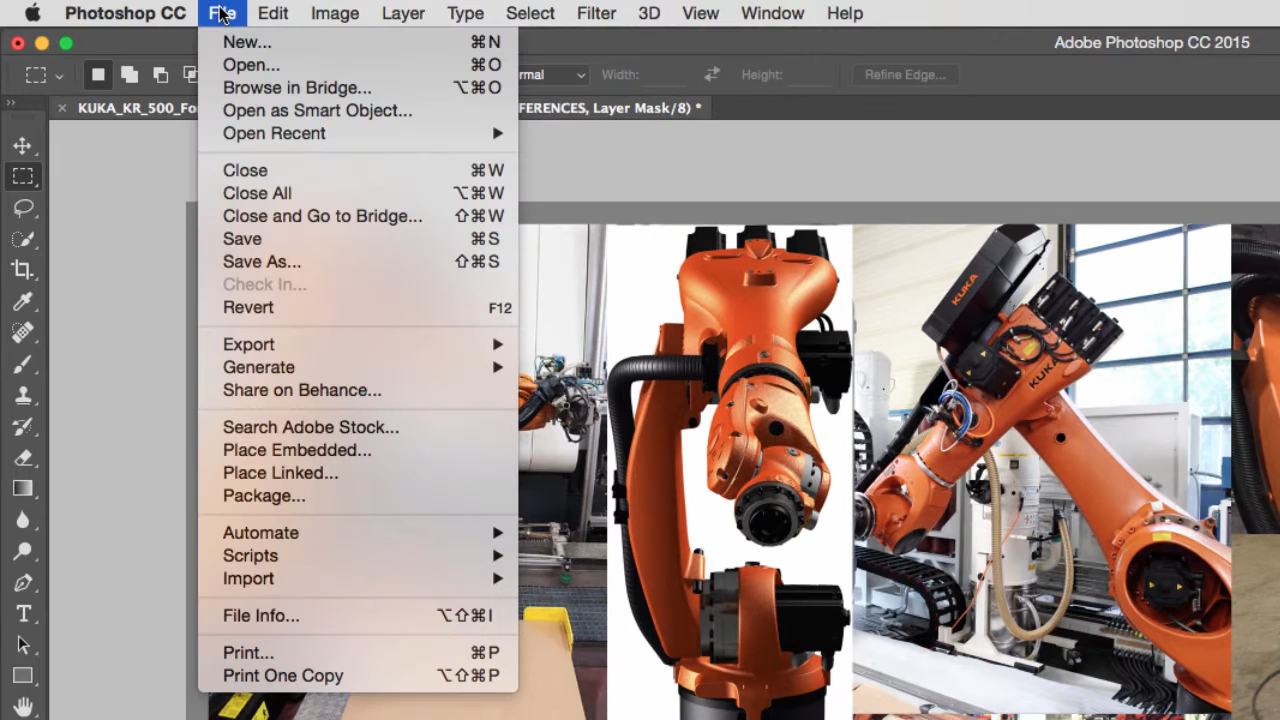 Photoshop CC File Edit Image Layer Type Select Filter 3D View Window Help
Adobe Photoshop CC 2015
Width: Height: Refine Edge...
FERENCES, Layer Mask/8) *
New... ⌘N
Open... ⌘O
Browse in Bridge... ⌥⌘O
Open as Smart Object...
Open Recent ▶
Close ⌘W
Close All ⌥⌘W
Close and Go to Bridge... ⇧⌘W
Save ⌘S
Save As... ⇧⌘S
Check In...
Revert F12
Export ▶
Generate ▶
Share on Behance...
Search Adobe Stock...
Place Embedded...
Place Linked...
Package...
Automate ▶
Scripts ▶
Import ▶
File Info... ⌥⇧⌘I
Print... ⌘P
Print One Copy ⌥⇧⌘P
KUKA
KUKA